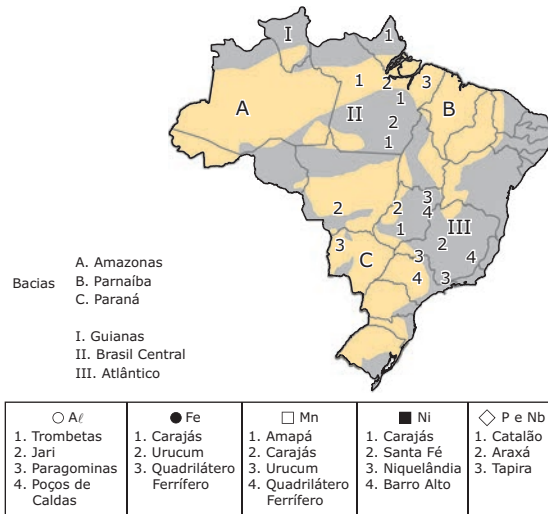 I
1
1
2
3
A
1
B
II
2
1
3
2
2
4
1
III
2
3
4
3
C
4
3
A. Amazonas
Bacias B. Parnaíba
C. Paraná
I. Guianas
II. Brasil Central
III. Atlântico
Aℓ
1. Trombetas
2. Jari
3. Paragominas
4. Poços de
Caldas
Fe
1. Carajás
2. Urucum
3. Quadrilátero
Ferrífero
Mn
1. Amapá
2. Carajás
3. Urucum
4. Quadrilátero
Ferrífero
Ni
1. Carajás
2. Santa Fé
3. Niquelândia
4. Barro Alto
P e Nb
1. Catalão
2. Araxá
3. Tapira